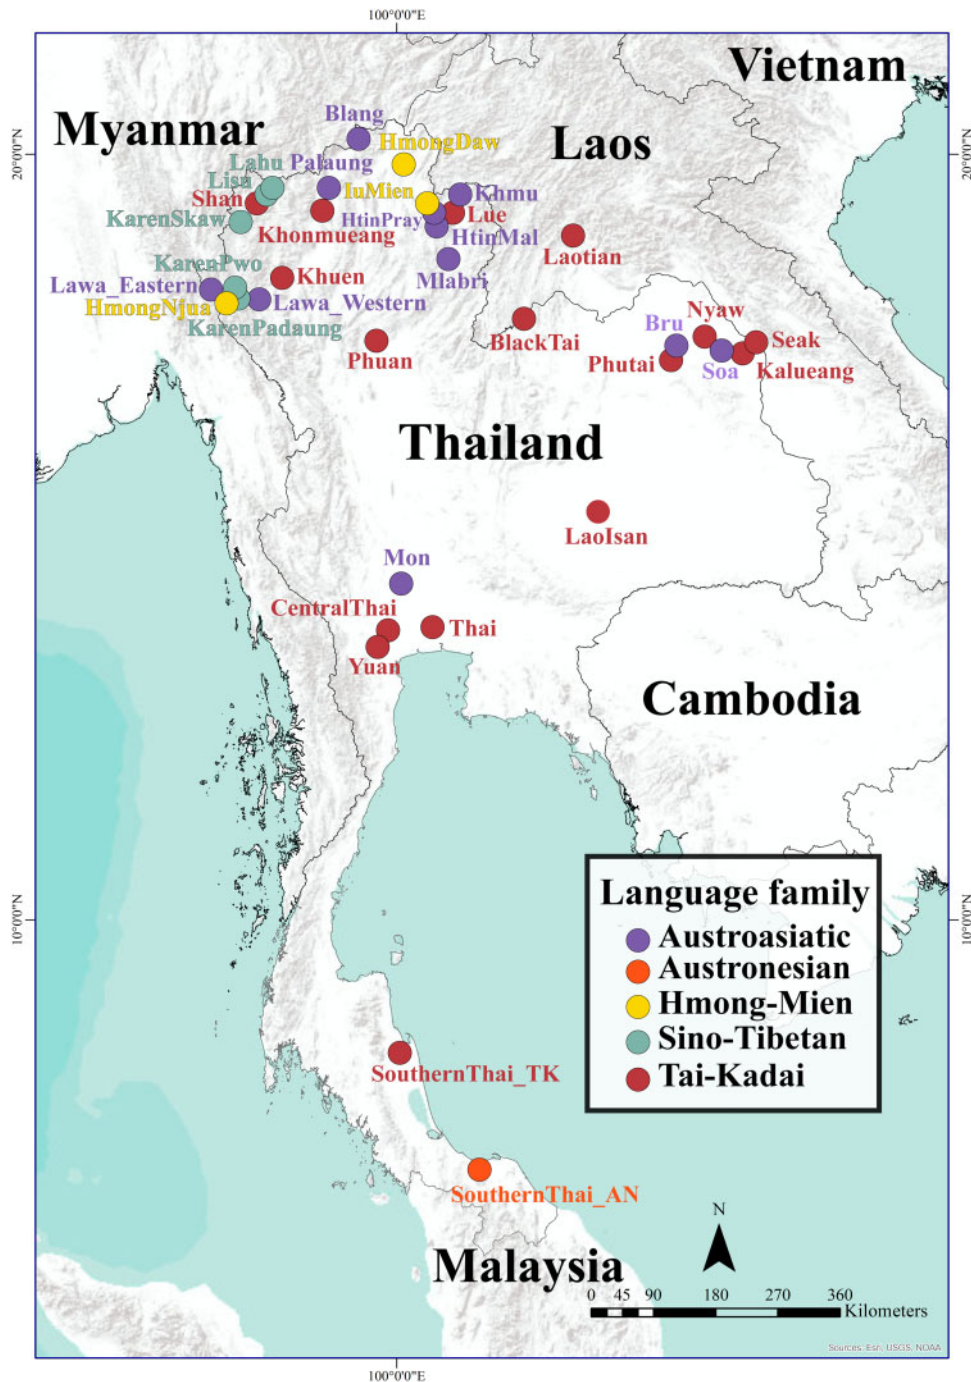 100°0'0"E
Vietnam
Myanmar
Blang
HmongDaw
Laos
20°0'0"N
20°0'0"N
Lahu
Palaung
Lisu
IuMien
Khmu
Shan
HtinPray
Lue
KarenSkaw
Khonmueang
HtinMal
Laotian
KarenPwo
Mlabri
Khuen
Lawa_Eastern
HmongNjua
Lawa_Western
KarenPadaung
Nyaw
BlackTai
Bru
Seak
Phuan
Phutai
Soa
Kalueang
Thailand
LaoIsan
Mon
CentralThai
Thai
Yuan
Cambodia
Language family
Austroasiatic
Austronesian
Hmong-Mien
Sino-Tibetan
Tai-Kadai
10°0'0"N
10°0'0"N
SouthernThai_TK
SouthernThai_AN
N
Malaysia
0 45 90 180 270 360
Kilometers
Sources: Esri, USGS, NOAA
100°0'0"E